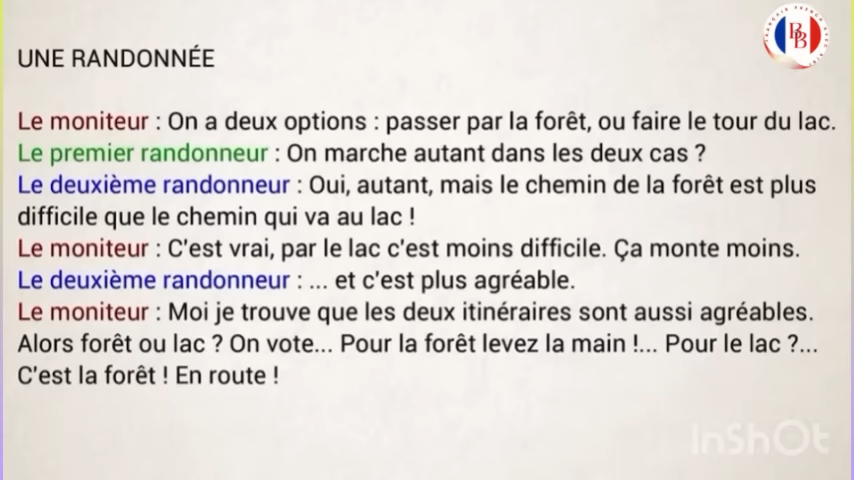 UNE RANDONNÉE
Le moniteur : On a deux options : passer par la forêt, ou faire le tour du lac.
Le premier randonneur : On marche autant dans les deux cas ?
Le deuxième randonneur : Oui, autant, mais le chemin de la forêt est plus
difficile que le chemin qui va au lac !
Le moniteur : C'est vrai, par le lac c'est moins difficile. Ça monte moins.
Le deuxième randonneur : ... et c'est plus agréable.
Le moniteur : Moi je trouve que les deux itinéraires sont aussi agréables.
Alors forêt ou lac ? On vote... Pour la forêt levez la main !... Pour le lac ?...
C'est la forêt ! En route !
InShOt